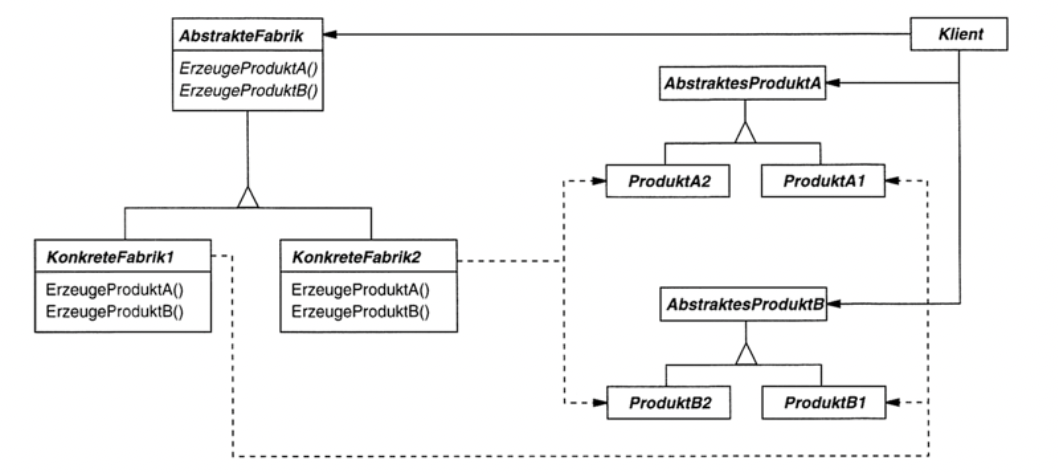 AbstrakteFabrik
ErzeugeProduktA()
ErzeugeProduktB()
Klient
AbstraktesProduktA
ProduktA2
ProduktA1
KonkreteFabrik1
ErzeugeProduktA()
ErzeugeProduktB()
KonkreteFabrik2
ErzeugeProduktA()
ErzeugeProduktB()
AbstraktesProduktB
ProduktB2
ProduktB1